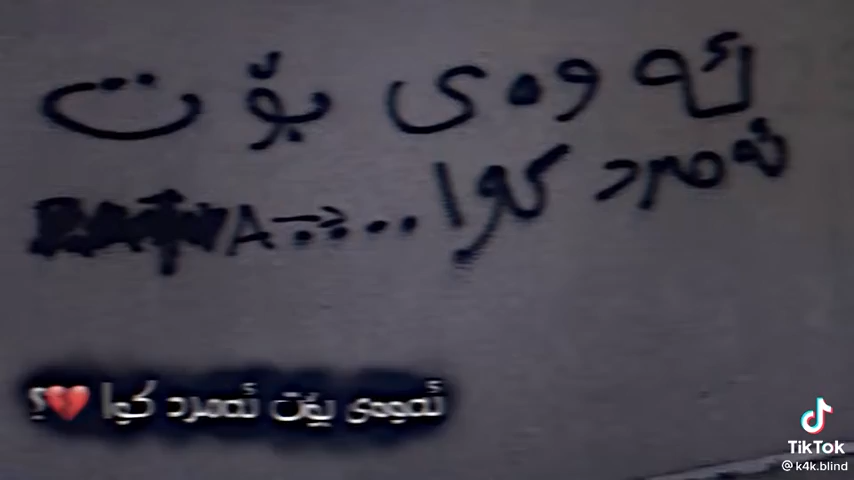 ئەوەی بۆت
ئەمرد کوا...
ئەوەی بۆت ئەمرد کوا 💔؟
TikTok
@k4k.blind